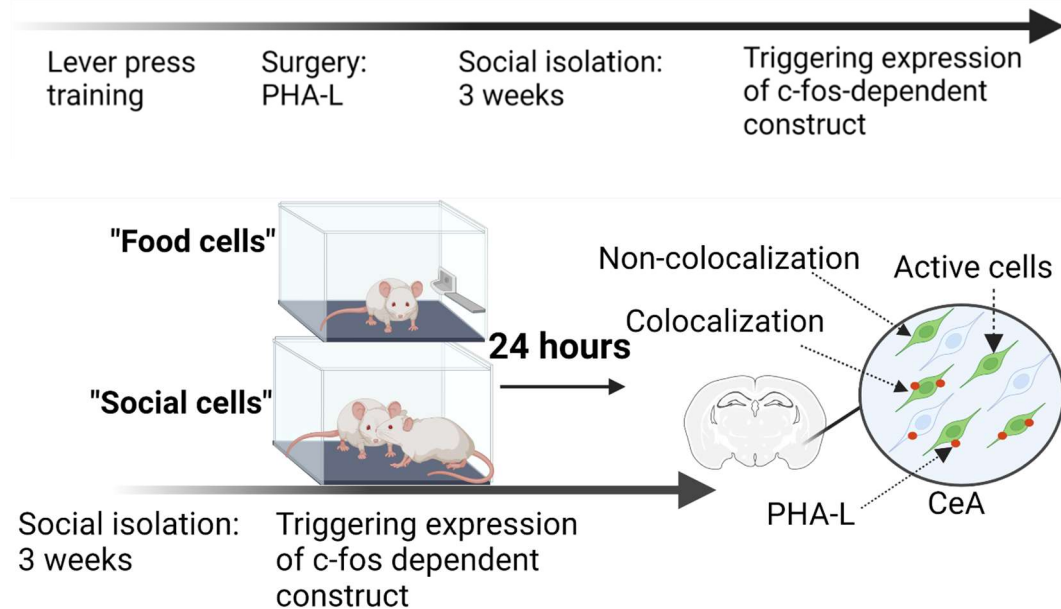 Lever press
training
Surgery:
PHA-L
Social isolation:
3 weeks
Triggering expression
of c-fos-dependent
construct
"Food cells"
"Social cells"
24 hours
Non-colocalization
Active cells
Colocalization
PHA-L
CeA
Social isolation:
3 weeks
Triggering expression
of c-fos dependent
construct